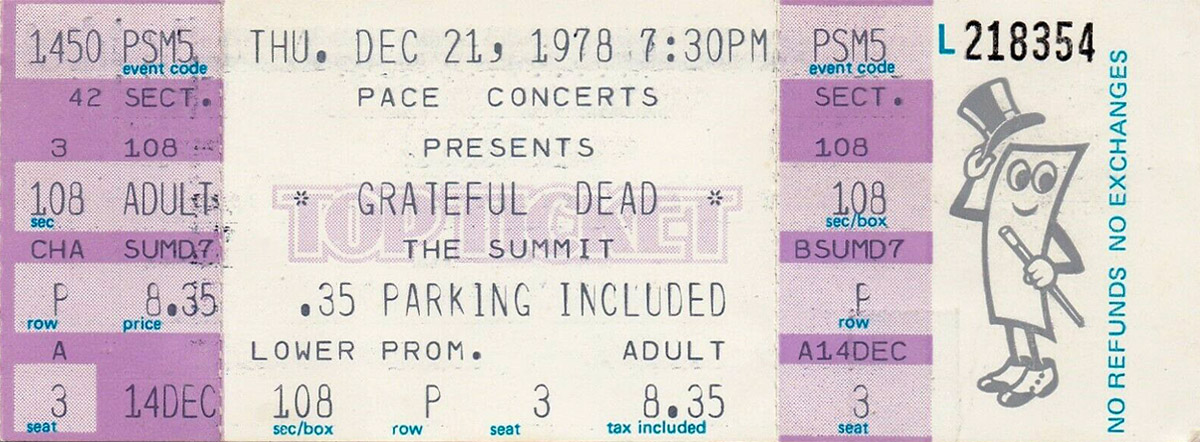 1450 PSM5
event code
42 SECT.
3 108
108 ADULT
sec
CHA SUMD7
P 8.35
row price
A
3 14DEC
seat
THU. DEC 21, 1978 7:30PM
PACE CONCERTS
PRESENTS
TOP TICKET
* GRATEFUL DEAD *
THE SUMMIT
.35 PARKING INCLUDED
LOWER PROM. ADULT
108 P 3 8.35
sec/box row seat tax included
PSM5
event code
SECT.
108
108
sec/box
BSUMD7
P
row
A14DEC
3
seat
L 218354
NO REFUNDS NO EXCHANGES